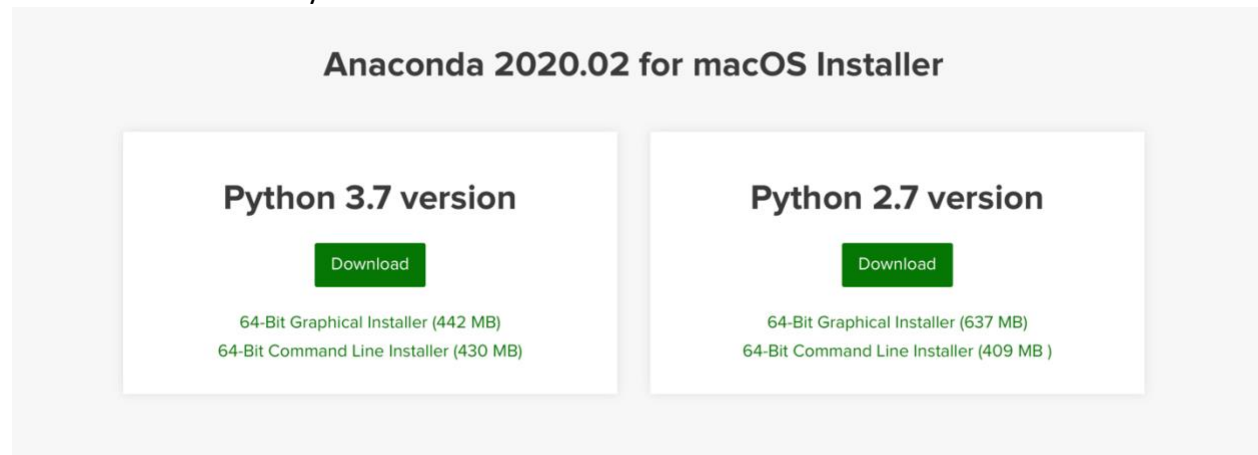 Anaconda 2020.02 for macOS Installer
Python 3.7 version
Download
64-Bit Graphical Installer (442 MB)
64-Bit Command Line Installer (430 MB)
Python 2.7 version
Download
64-Bit Graphical Installer (637 MB)
64-Bit Command Line Installer (409 MB )